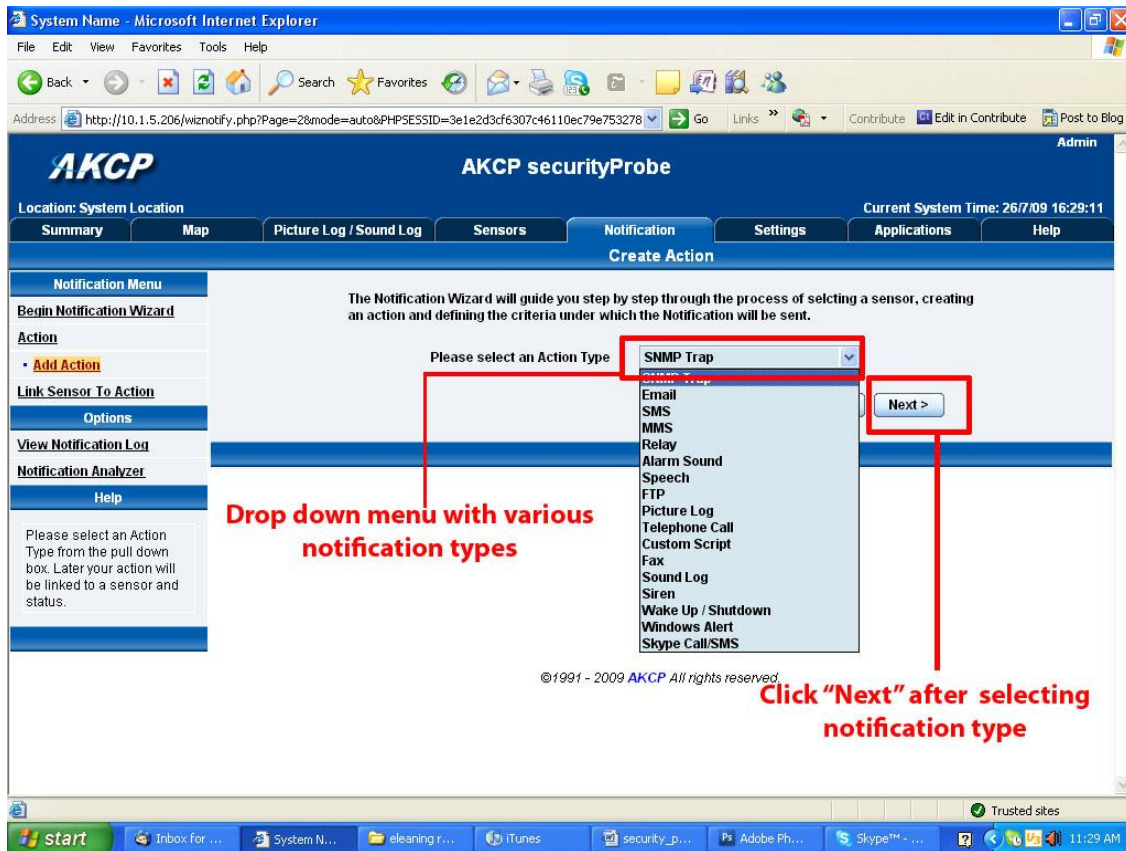 System Name - Microsoft Internet Explorer
File Edit View Favorites Tools Help
Back Search Favorites
Address http://10.1.5.206/wiznotify.php?Page=2&mode=auto&PHPSESSID=3e1e2d3cf6307c46110ec79e753278 Go Links » Contribute Edit in Contribute Post to Blog
Admin
AKCP AKCP securityProbe
Location: System Location Current System Time: 26/7/09 16:29:11
Summary Map Picture Log / Sound Log Sensors Notification Settings Applications Help
Create Action
Notification Menu
Begin Notification Wizard
Action
Add Action
Link Sensor To Action
Options
View Notification Log
Notification Analyzer
Help
Please select an Action
Type from the pull down
box. Later your action will
be linked to a sensor and
status.
The Notification Wizard will guide you step by step through the process of selcting a sensor, creating
an action and defining the criteria under which the Notification will be sent.
Please select an Action Type SNMP Trap
SNMP Trap
Email
SMS
MMS
Relay
Alarm Sound
Speech
FTP
Picture Log
Telephone Call
Custom Script
Fax
Sound Log
Siren
Wake Up / Shutdown
Windows Alert
Skype Call/SMS
Next >
Drop down menu with various
notification types
Click “Next” after selecting
notification type
©1991 - 2009 AKCP All rights reserved.
Trusted sites
start Inbox for ... System N... eleaning r... iTunes security_p... Adobe Ph... Skype™ - ... 11:29 AM